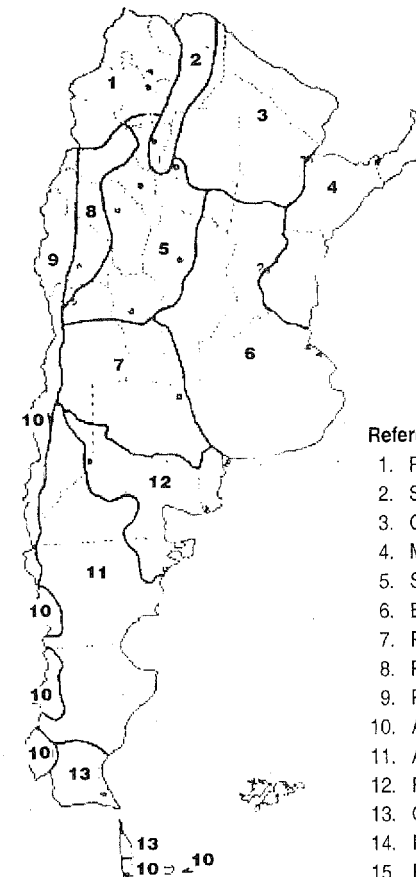 1
2
3
4
5
6
7
8
9
10
11
12
10
10
10
13
13
10
10
Refer
1. F
2. S
3. C
4. M
5. S
6. E
7. F
8. F
9. F
10. A
11. A
12. F
13. C
14. I
15. I